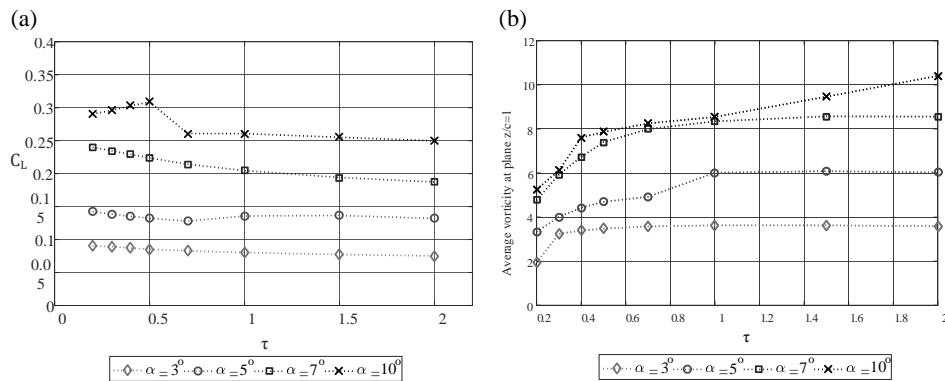 (a)
0.4
0.35
0.3
0.25
C_L
0.2
0.1
5
0.1
0.0
5
0
0 0.5 1 1.5 2
τ
α = 3° α = 5° α = 7° α = 10°
(b)
12
10
8
6
4
2
0
Average vorticity at plane z/c=1
0.2 0.4 0.6 0.8 1 1.2 1.4 1.6 1.8 2
τ
α = 3° α = 5° α = 7° α = 10°